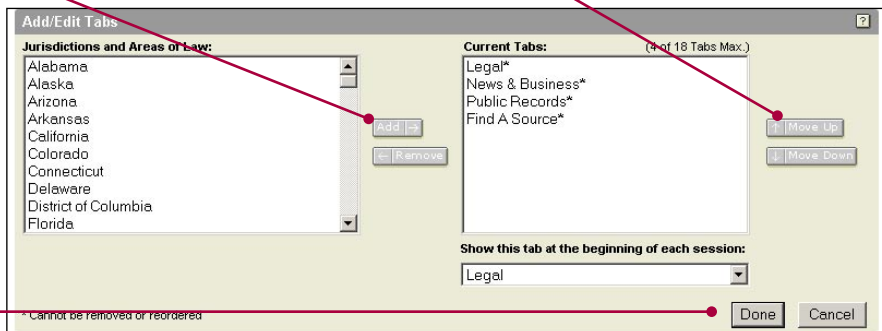 Add/Edit Tabs
?
Jurisdictions and Areas of Law:
Alabama
Alaska
Arizona
Arkansas
California
Colorado
Connecticut
Delaware
District of Columbia
Florida
Add →
← Remove
Current Tabs: (4 of 18 Tabs Max.)
Legal*
News & Business*
Public Records*
Find A Source*
↑ Move Up
↓ Move Down
Show this tab at the beginning of each session:
Legal
* Cannot be removed or reordered
Done Cancel